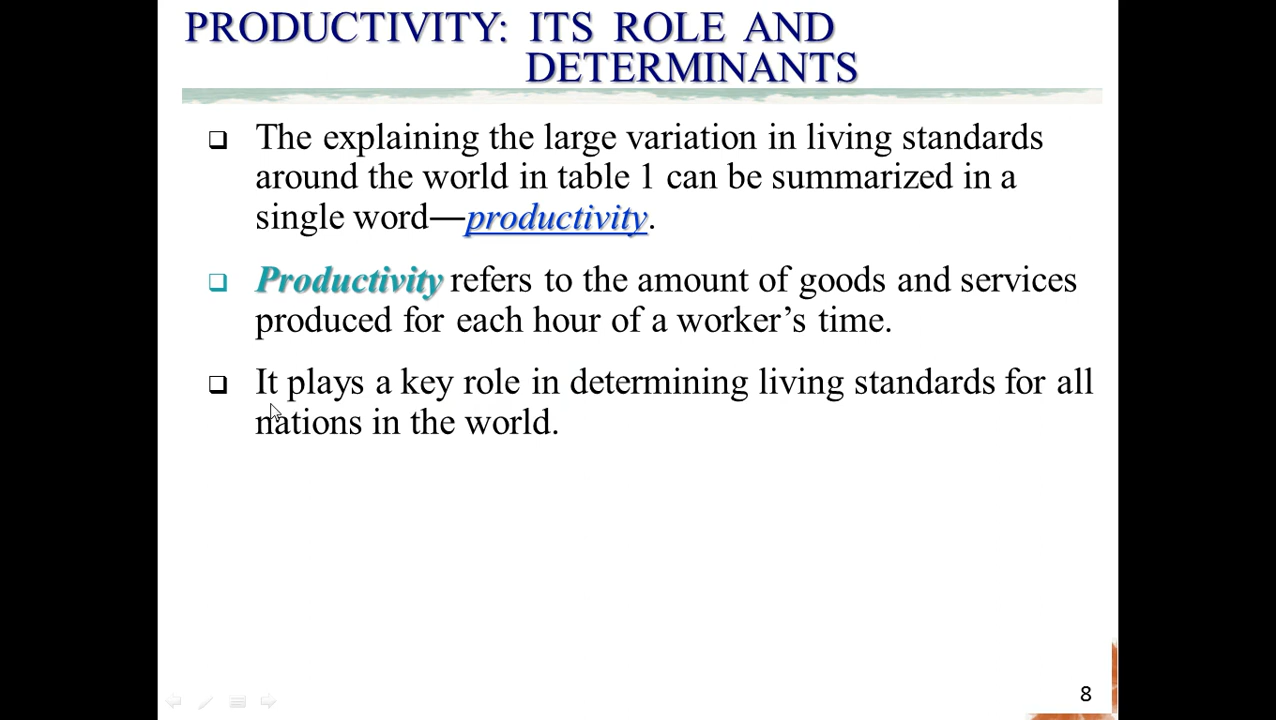 PRODUCTIVITY: ITS ROLE AND
DETERMINANTS
The explaining the large variation in living standards
around the world in table 1 can be summarized in a
single word—productivity.
Productivity refers to the amount of goods and services
produced for each hour of a worker’s time.
It plays a key role in determining living standards for all
nations in the world.
8